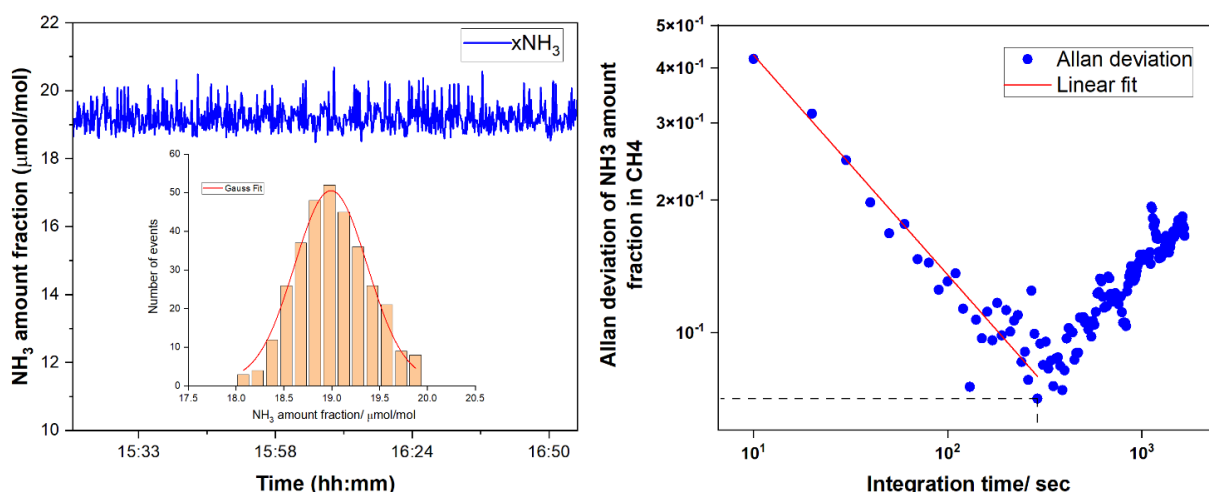 22
20
18
16
14
12
10
NH₃ amount fraction (μmol/mol)
xNH₃
60
50
40
30
20
10
0
Number of events
Gauss Fit
17.5 18.0 18.5 19.0 19.5 20.0 20.5
NH₃ amount fraction/ μmol/mol
15:33 15:58 16:24 16:50
Time (hh:mm)
Allan deviation of NH3 amount
fraction in CH4
5×10⁻¹
4×10⁻¹
3×10⁻¹
2×10⁻¹
10⁻¹
Allan deviation
Linear fit
10¹ 10² 10³
Integration time/ sec